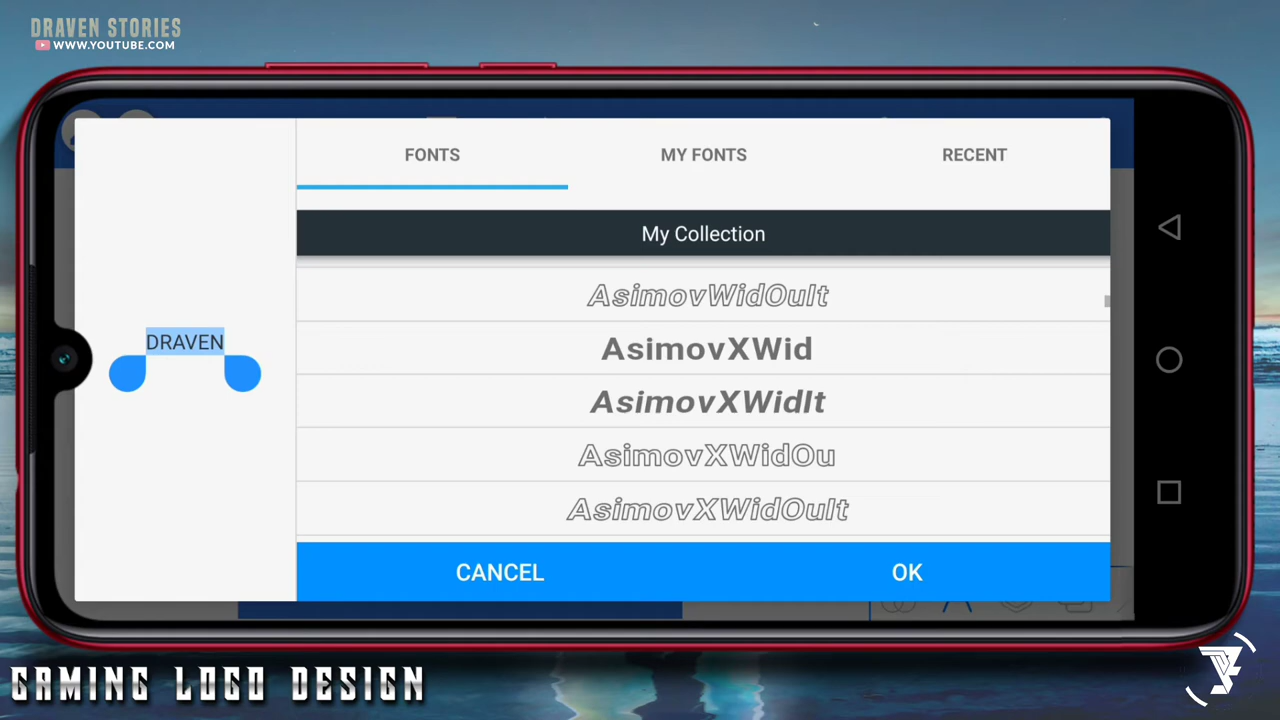 DRAVEN STORIES
WWW.YOUTUBE.COM
FONTS MY FONTS RECENT
My Collection
AsimovWidOuIt
AsimovXWid
DRAVEN
AsimovXWidIt
AsimovXWidOu
AsimovXWidOuIt
CANCEL OK
GAMING LOGO DESIGN